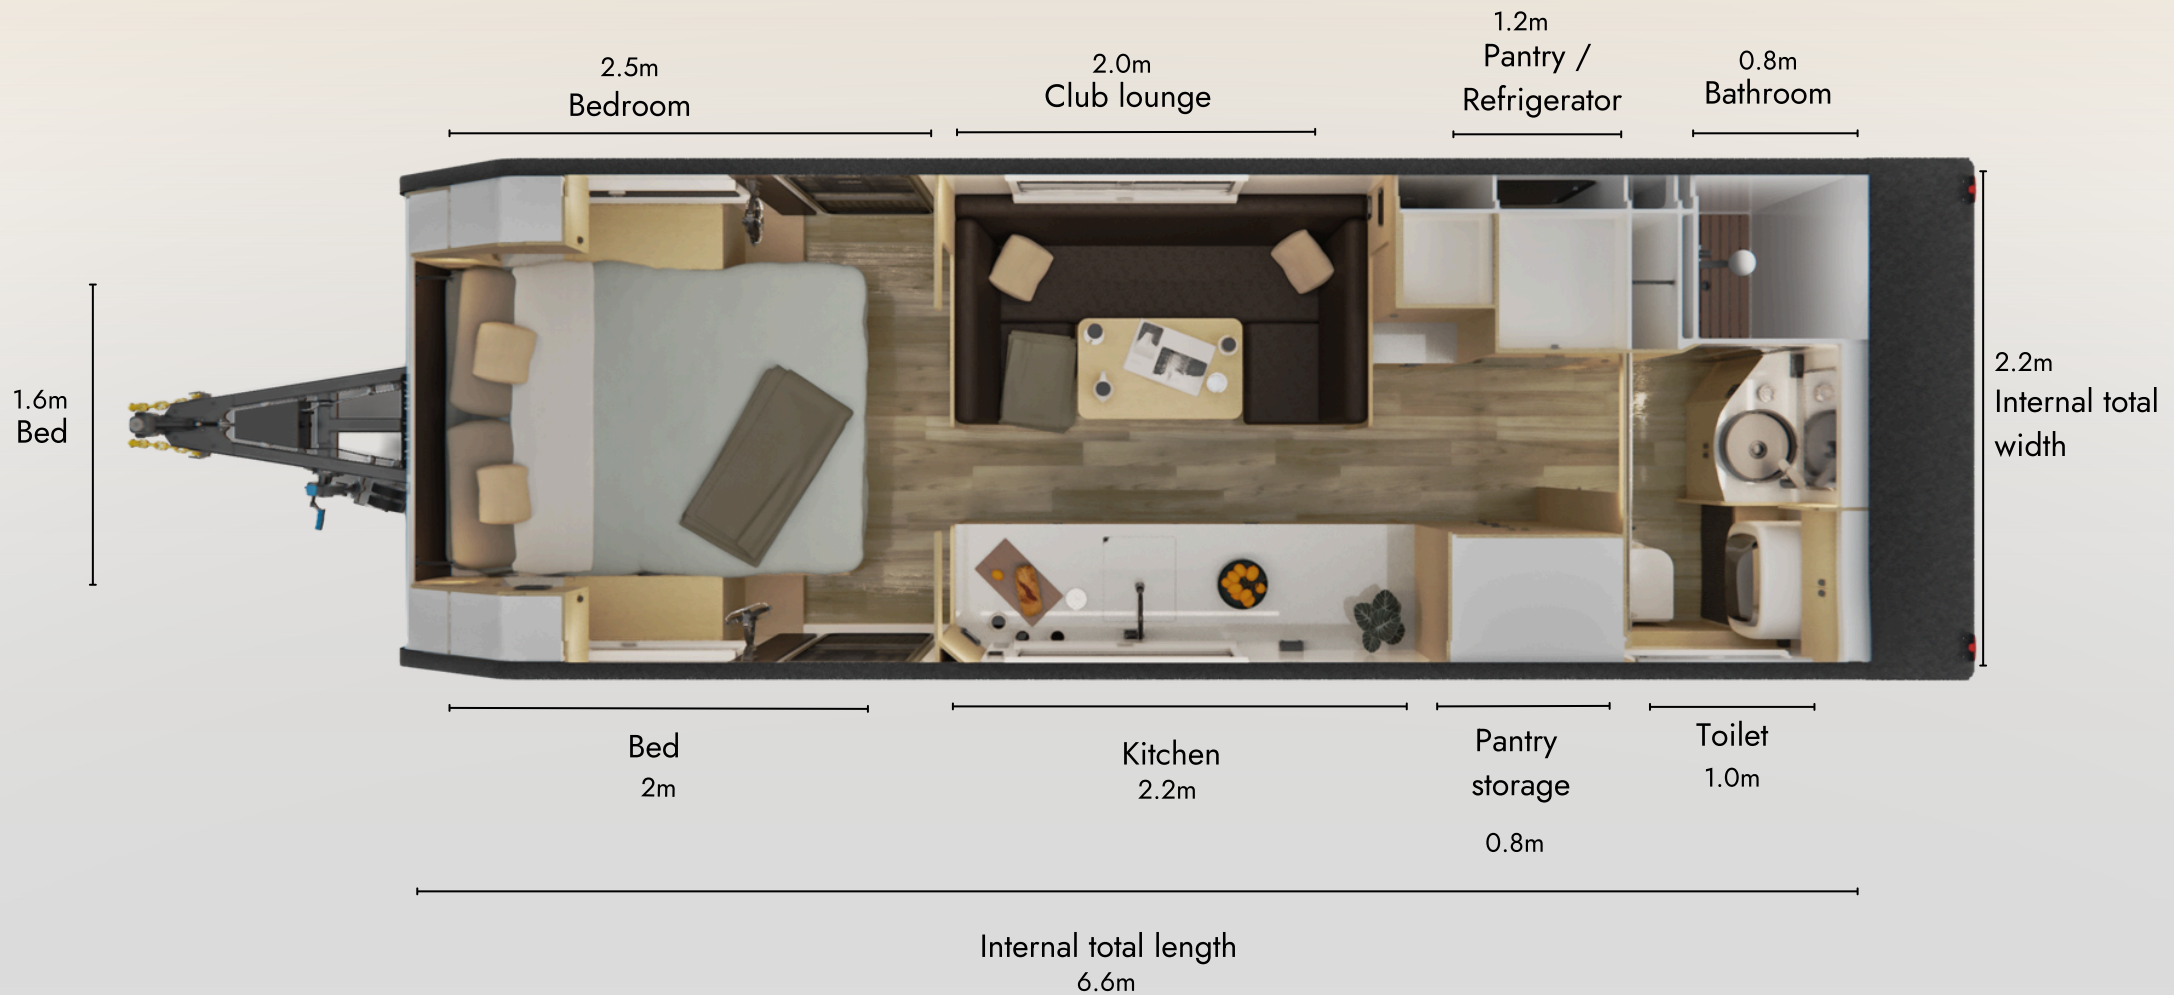 1.2m
2.5m
Bedroom
2.0m
Club lounge
Pantry /
Refrigerator
0.8m
Bathroom
1.6m
Bed
2.2m
Internal total
width
Bed
2m
Kitchen
2.2m
Pantry
storage
0.8m
Toilet
1.0m
Internal total length
6.6m